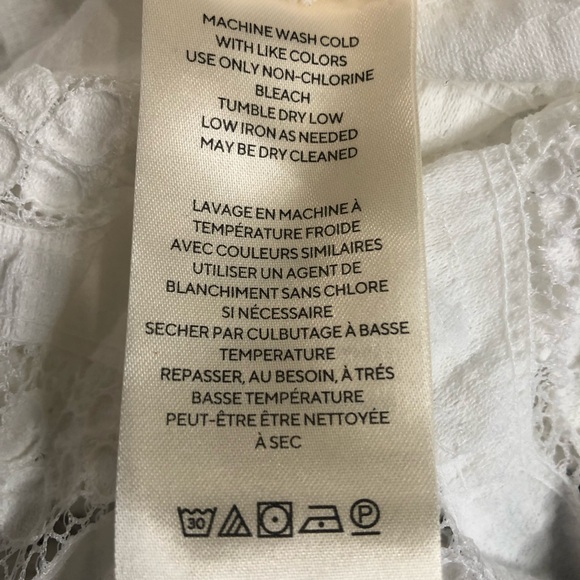 MACHINE WASH COLD
WITH LIKE COLORS
USE ONLY NON-CHLORINE
BLEACH
TUMBLE DRY LOW
LOW IRON AS NEEDED
MAY BE DRY CLEANED
LAVAGE EN MACHINE À
TEMPÉRATURE FROIDE
AVEC COULEURS SIMILAIRES
UTILISER UN AGENT DE
BLANCHIMENT SANS CHLORE
SI NÉCESSAIRE
SECHER PAR CULBUTAGE À BASSE
TEMPERATURE
REPASSER, AU BESOIN, À TRÉS
BASSE TEMPÉRATURE
PEUT-ÊTRE ÊTRE NETTOYÉE
À SEC
30 P